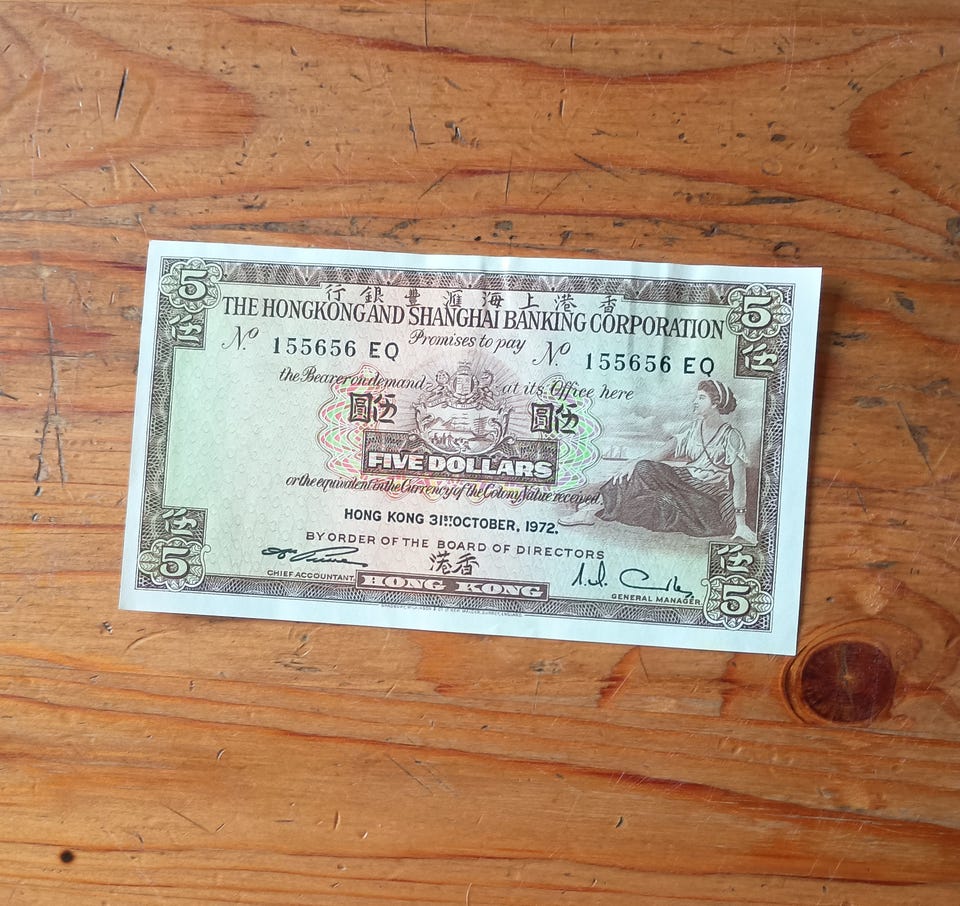 5 5
行銀豐滙海上港香
THE HONGKONG AND SHANGHAI BANKING CORPORATION
伍 伍
Promises to pay
Nº 155656 EQ Nº 155656 EQ
the Bearer on demand at its Office here
圓伍 圓伍
FIVE DOLLARS
or the equivalent in the Currency of the Colony, Value received.
HONG KONG 31ST OCTOBER, 1972.
BY ORDER OF THE BOARD OF DIRECTORS
伍 伍
港香
CHIEF ACCOUNTANT. HONG KONG GENERAL MANAGER
5 5